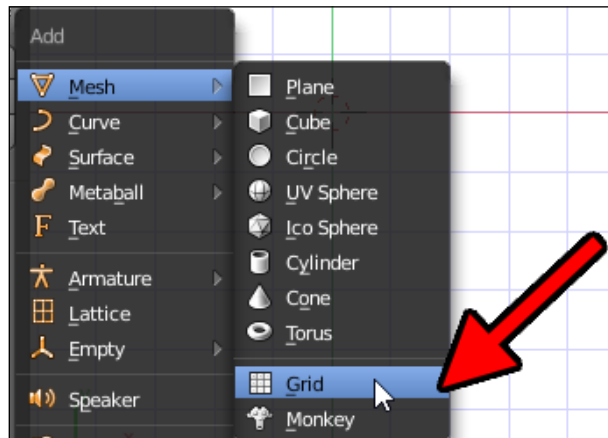 Add
Mesh
Curve
Surface
Metaball
Text
Armature
Lattice
Empty
Speaker
Plane
Cube
Circle
UV Sphere
Ico Sphere
Cylinder
Cone
Torus
Grid
Monkey